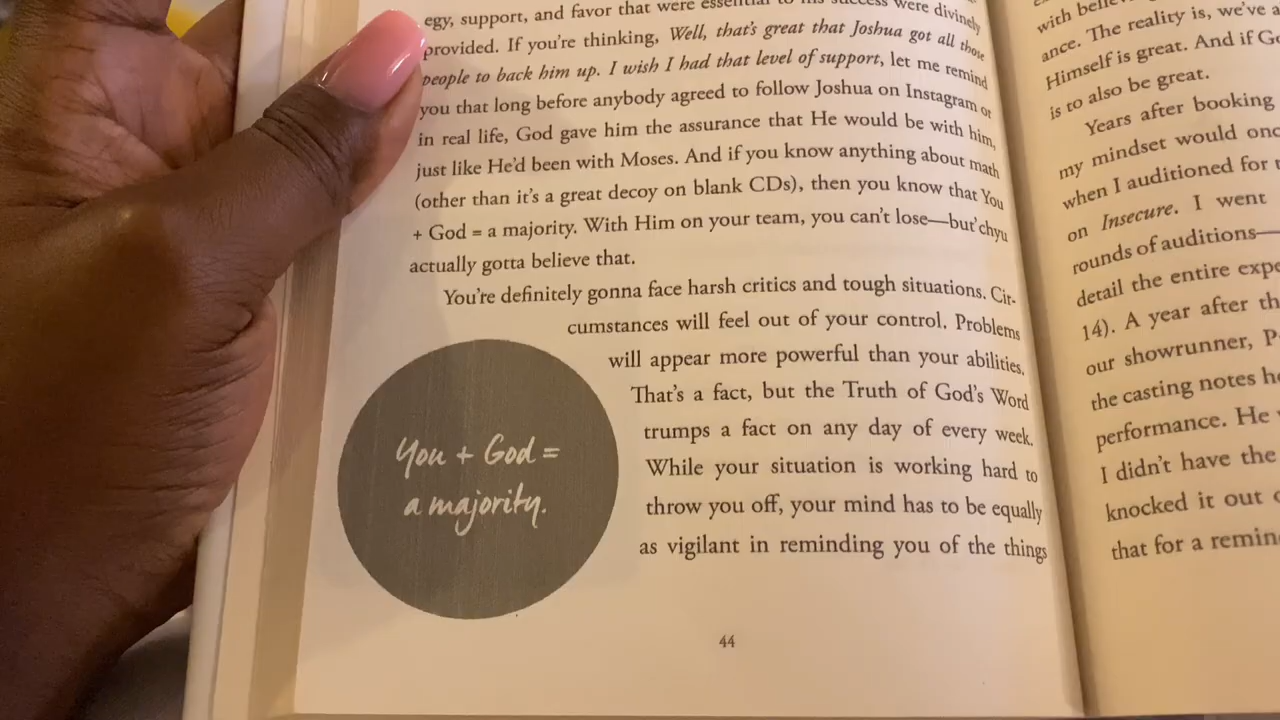 egy, support, and favor that were essential to his success were divinely
provided. If you're thinking, Well, that's great that Joshua got all those
people to back him up. I wish I had that level of support, let me remind
you that long before anybody agreed to follow Joshua on Instagram or
in real life, God gave him the assurance that He would be with him,
just like He'd been with Moses. And if you know anything about math
(other than it's a great decoy on blank CDs), then you know that You
+ God = a majority. With Him on your team, you can't lose—but'chyu
actually gotta believe that.
You're definitely gonna face harsh critics and tough situations. Cir-
cumstances will feel out of your control. Problems
will appear more powerful than your abilities.
That's a fact, but the Truth of God's Word
trumps a fact on any day of every week.
While your situation is working hard to
throw you off, your mind has to be equally
as vigilant in reminding you of the things
You + God =
a majority.
44
with
ance. The reality is, we've a
Himself is great. And if
is to also be great.
Years after booking
my mindset would
when I auditioned for
on Insecure. I went
rounds of auditions—
detail the entire
14). A year after
our showrunner,
the casting notes
performance. He
I didn't have the
knocked it out
that for a